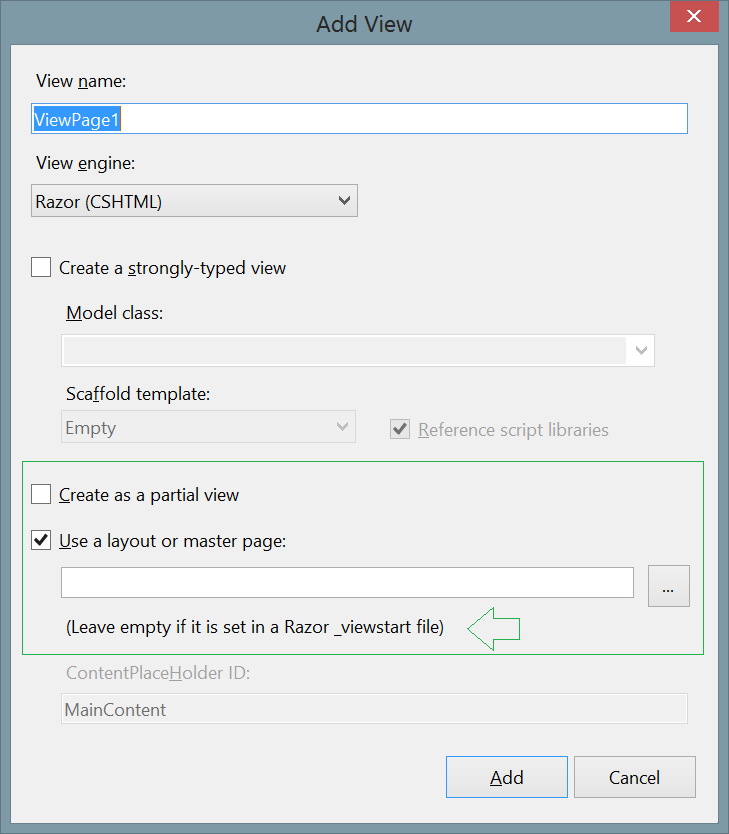 Add View
View name:
ViewPage1
View engine:
Razor (CSHTML)
Create a strongly-typed view
Model class:
Scaffold template:
Empty
Reference script libraries
Create as a partial view
Use a layout or master page:
...
(Leave empty if it is set in a Razor _viewstart file)
ContentPlaceHolder ID:
MainContent
Add
Cancel